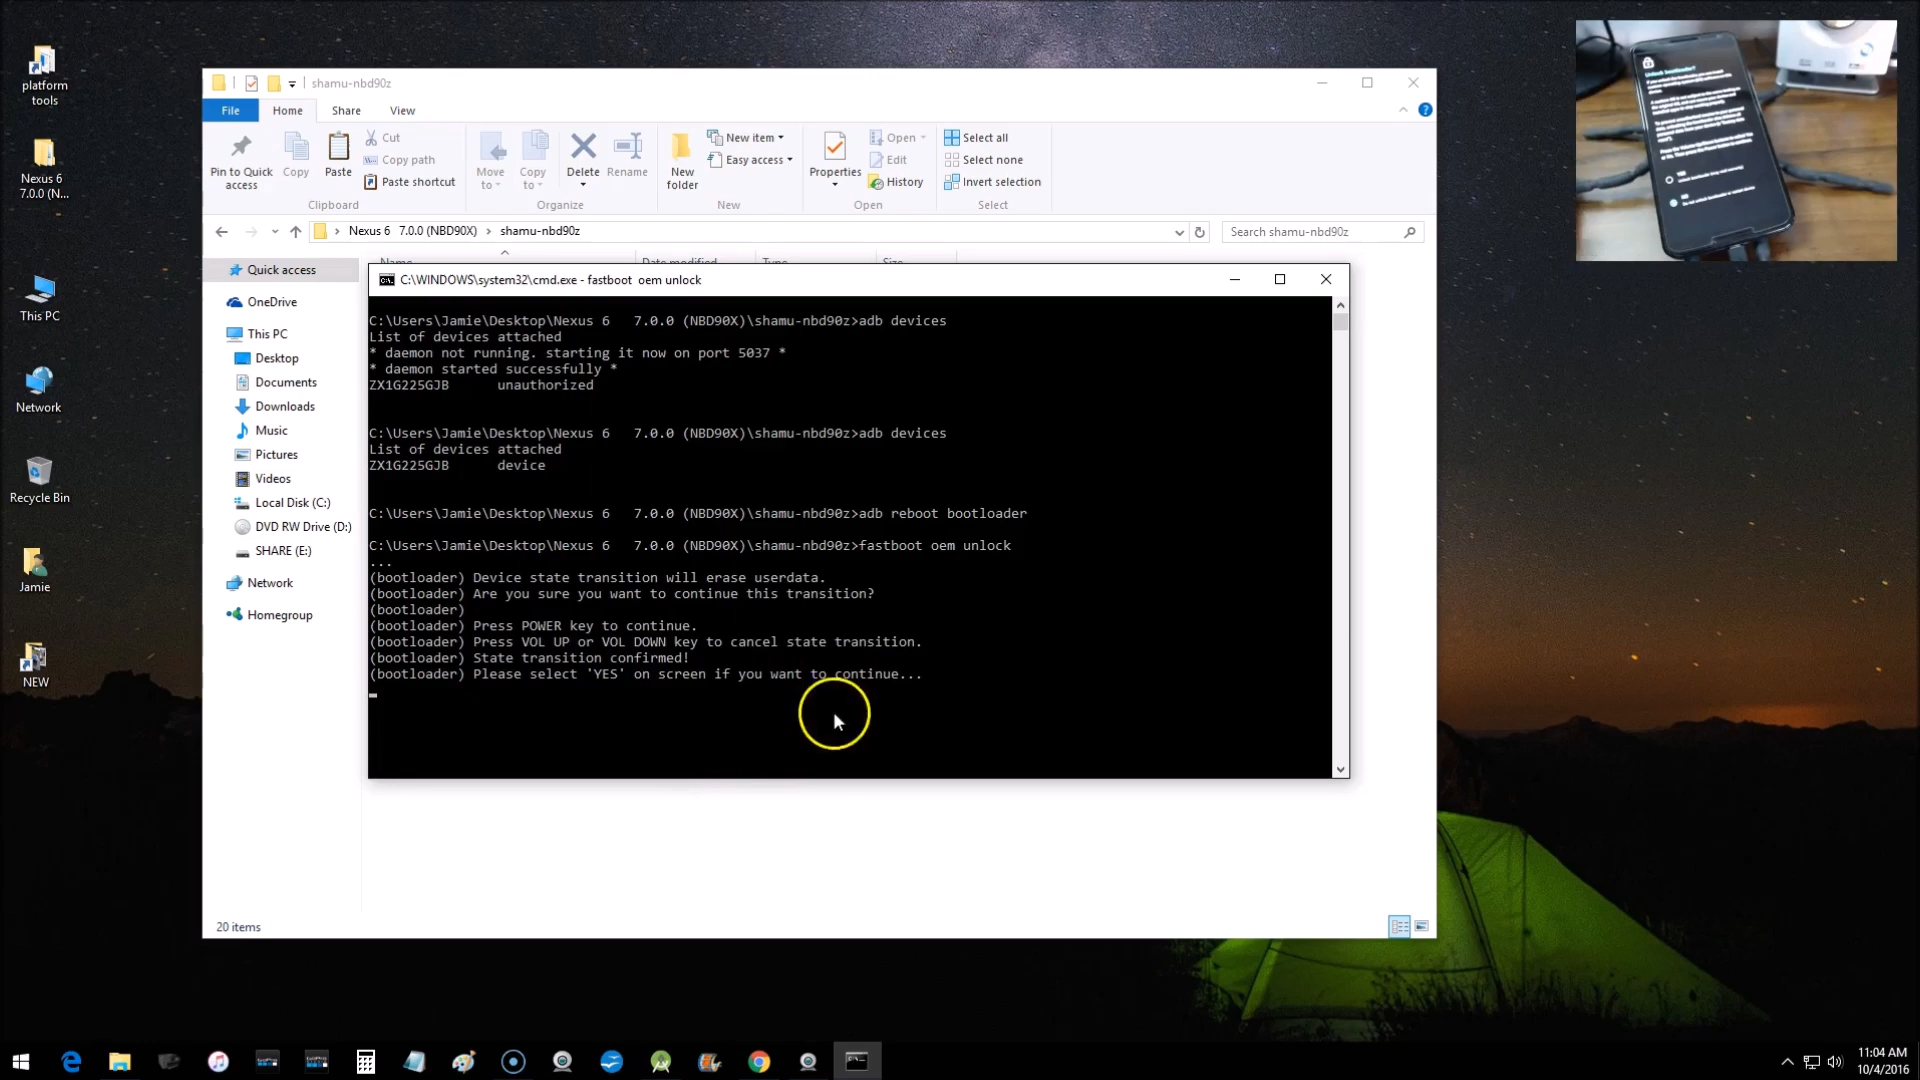 platform
tools
Nexus 6
7.0.0 (N...
This PC
Network
Recycle Bin
Jamie
NEW
shamu-nbd90z
File
Home
Share
View
Pin to Quick
access
Copy
Paste
Cut
Copy path
Paste shortcut
Clipboard
Move
to
Copy
to
Delete
Rename
Organize
New
folder
New item
Easy access
New
Properties
Open
Edit
History
Open
Select all
Select none
Invert selection
Select
Nexus 6 7.0.0 (NBD90X) shamu-nbd90z
Search shamu-nbd90z
Name
Date modified
Type
Size
Quick access
OneDrive
This PC
Desktop
Documents
Downloads
Music
Pictures
Videos
Local Disk (C:)
DVD RW Drive (D:)
SHARE (E:)
Network
Homegroup
20 items
C:\WINDOWS\system32\cmd.exe - fastboot oem unlock
C:\Users\Jamie\Desktop\Nexus 6 7.0.0 (NBD90X)\shamu-nbd90z>adb devices
List of devices attached
* daemon not running. starting it now on port 5037 *
* daemon started successfully *
ZX1G225GJB unauthorized
C:\Users\Jamie\Desktop\Nexus 6 7.0.0 (NBD90X)\shamu-nbd90z>adb devices
List of devices attached
ZX1G225GJB device
C:\Users\Jamie\Desktop\Nexus 6 7.0.0 (NBD90X)\shamu-nbd90z>adb reboot bootloader
C:\Users\Jamie\Desktop\Nexus 6 7.0.0 (NBD90X)\shamu-nbd90z>fastboot oem unlock
...
(bootloader) Device state transition will erase userdata.
(bootloader) Are you sure you want to continue this transition?
(bootloader)
(bootloader) Press POWER key to continue.
(bootloader) Press VOL UP or VOL DOWN key to cancel state transition.
(bootloader) State transition confirmed!
(bootloader) Please select 'YES' on screen if you want to continue...
Unlock bootloader?
11:04 AM
10/4/2016